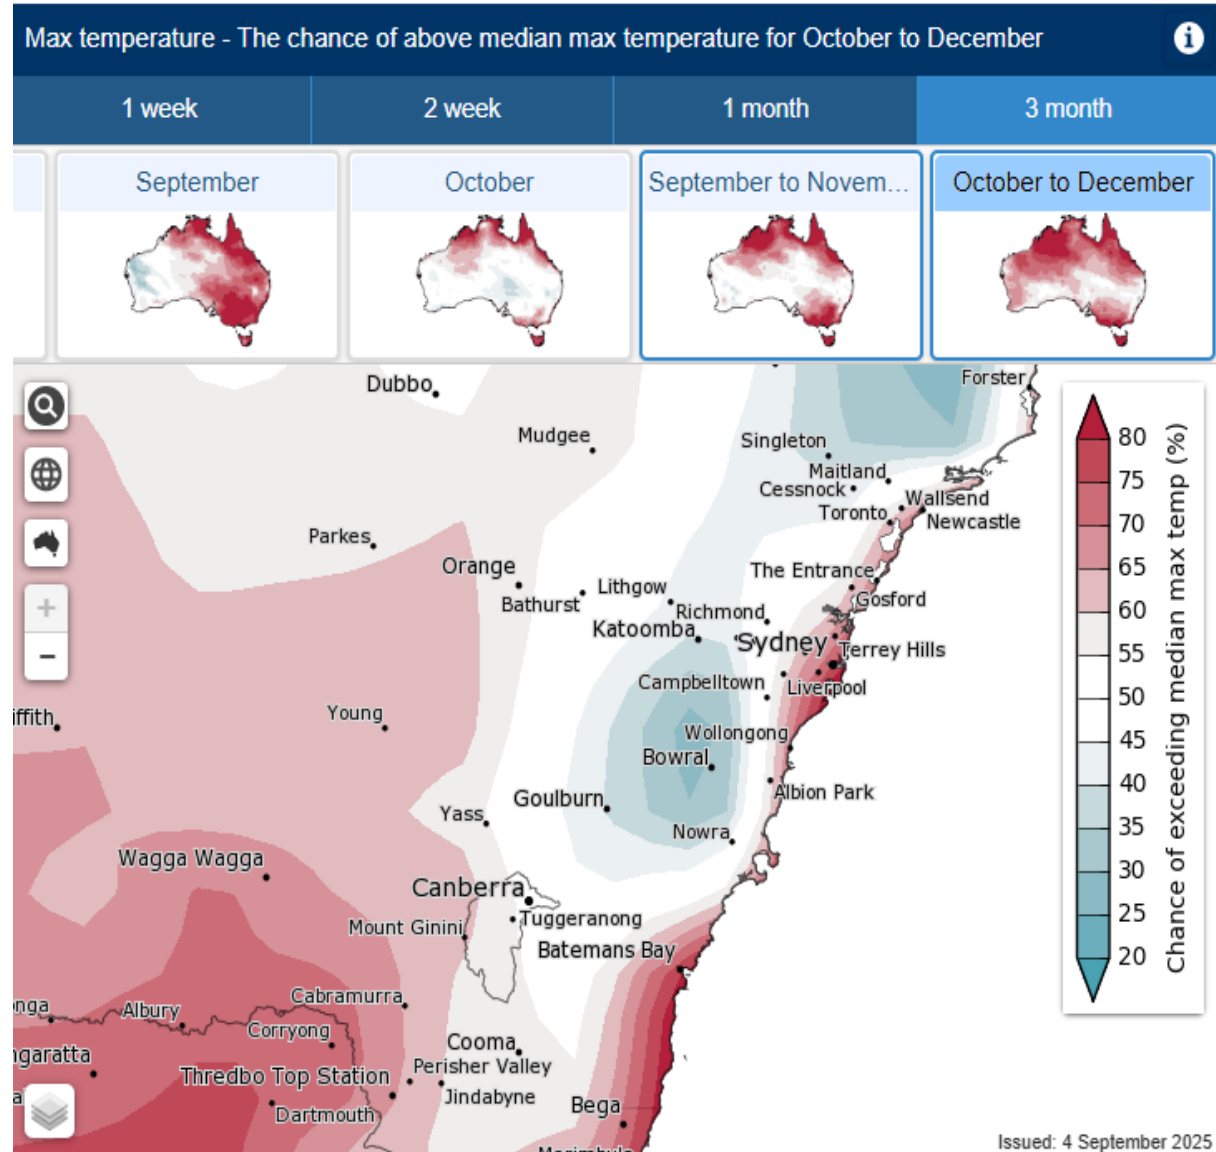 Max temperature - The chance of above median max temperature for October to December
1 week
2 week
1 month
3 month
September
October
September to Novem...
October to December
Forster
Dubbo
Mudgee
Singleton
Maitland
Cessnock
Wallsend
Toronto
Newcastle
Parkes
Orange
The Entrance
Lithgow
Bathurst
Gosford
Richmond
Katoomba
Sydney
Terrey Hills
Campbelltown
Liverpool
iffith
Young
Wollongong
Bowral
Albion Park
Goulburn
Yass
Nowra
Wagga Wagga
Canberra
Tuggeranong
Mount Ginini
Batemans Bay
Cabramurra
nga
Albury
Corryong
Cooma
ngaratta
Perisher Valley
Thredbo Top Station
Jindabyne
Dartmouth
Bega
Merimbula
80
75
70
65
60
55
50
45
40
35
30
25
20
Chance of exceeding median max temp (%)
Issued: 4 September 2025